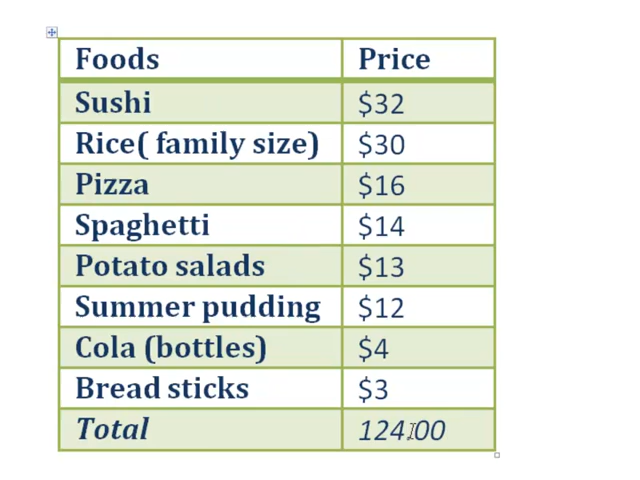 Foods Price
Sushi $32
Rice( family size) $30
Pizza $16
Spaghetti $14
Potato salads $13
Summer pudding $12
Cola (bottles) $4
Bread sticks $3
Total 124.00